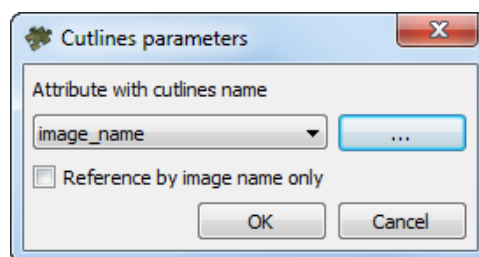 Cutlines parameters
Attribute with cutlines name
image_name
...
Reference by image name only
OK Cancel